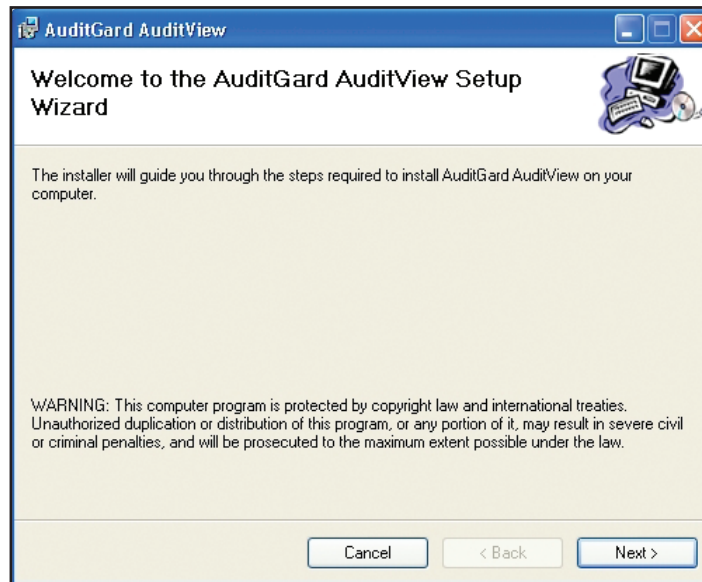 AuditGard AuditView
Welcome to the AuditGard AuditView Setup
Wizard
The installer will guide you through the steps required to install AuditGard AuditView on your
computer.
WARNING: This computer program is protected by copyright law and international treaties.
Unauthorized duplication or distribution of this program, or any portion of it, may result in severe civil
or criminal penalties, and will be prosecuted to the maximum extent possible under the law.
Cancel
< Back
Next >